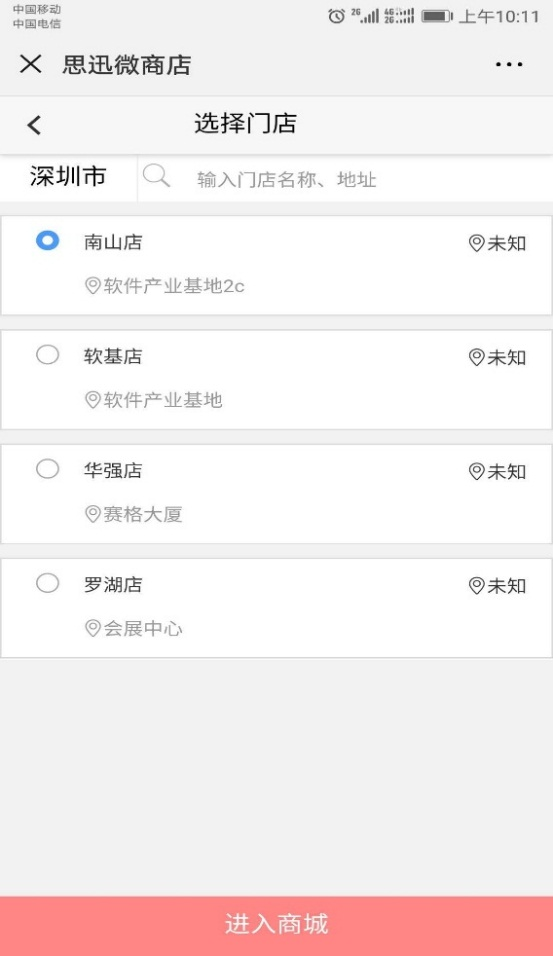 中国移动
中国电信
2G 4G 2G 上午10:11
思迅微商店
选择门店
深圳市 输入门店名称、地址
南山店 未知
软件产业基地2c
软基店 未知
软件产业基地
华强店 未知
赛格大厦
罗湖店 未知
会展中心
进入商城